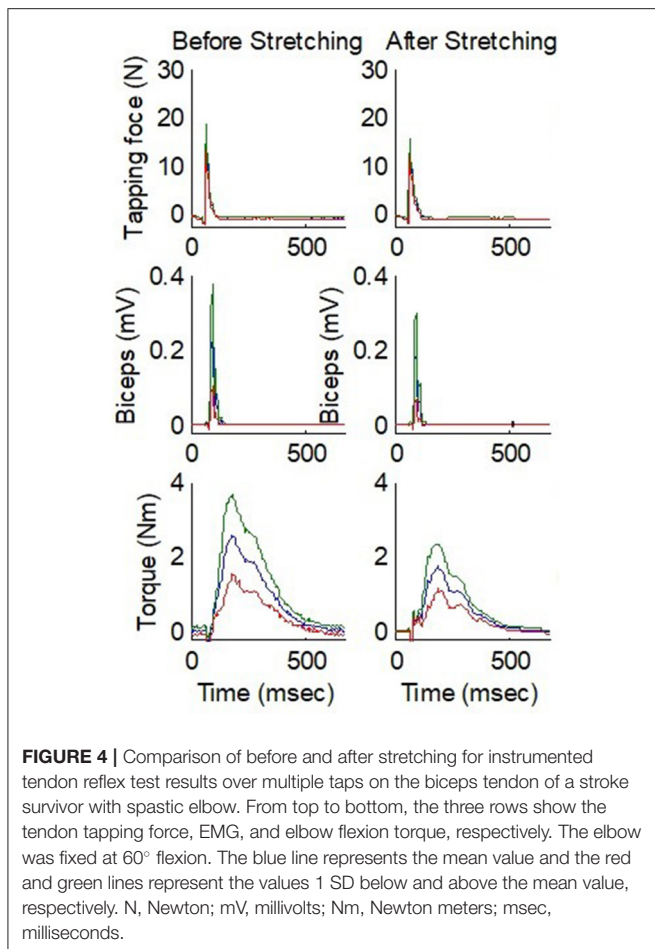 Before Stretching After Stretching
Tapping foce (N)
30
20
10
0
0 500
30
20
10
0
0 500
Biceps (mV)
0.4
0.2
0
0 500
Biceps (mV)
0.4
0.2
0
0 500
Torque (Nm)
4
2
0
0 500
Time (msec)
4
2
0
0 500
Time (msec)
FIGURE 4 | Comparison of before and after stretching for instrumented
tendon reflex test results over multiple taps on the biceps tendon of a stroke
survivor with spastic elbow. From top to bottom, the three rows show the
tendon tapping force, EMG, and elbow flexion torque, respectively. The elbow
was fixed at 60° flexion. The blue line represents the mean value and the red
and green lines represent the values 1 SD below and above the mean value,
respectively. N, Newton; mV, millivolts; Nm, Newton meters; msec,
milliseconds.